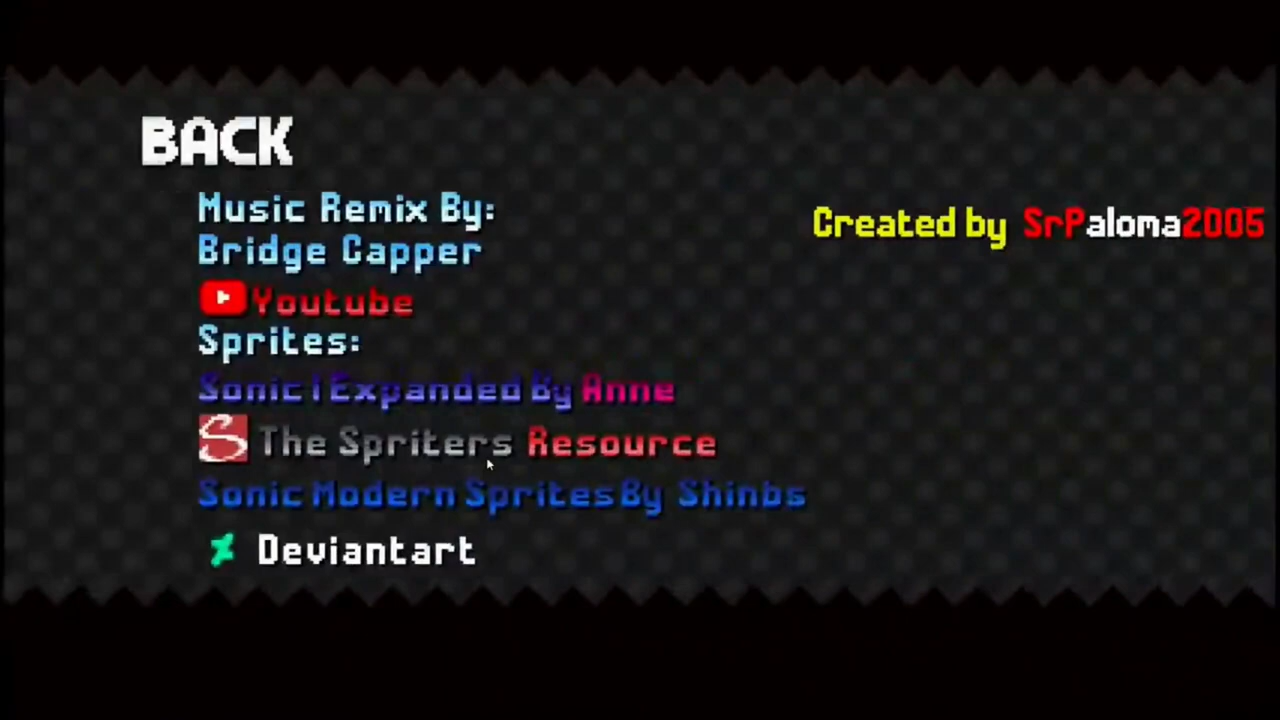 BACK
Music Remix By:
Created by SrPaloma2005
Bridge Capper
Youtube
Sprites:
Sonic 1 Expanded By Anne
S The Spriters Resource
Sonic Modern Sprites By Shinbs
Deviantart